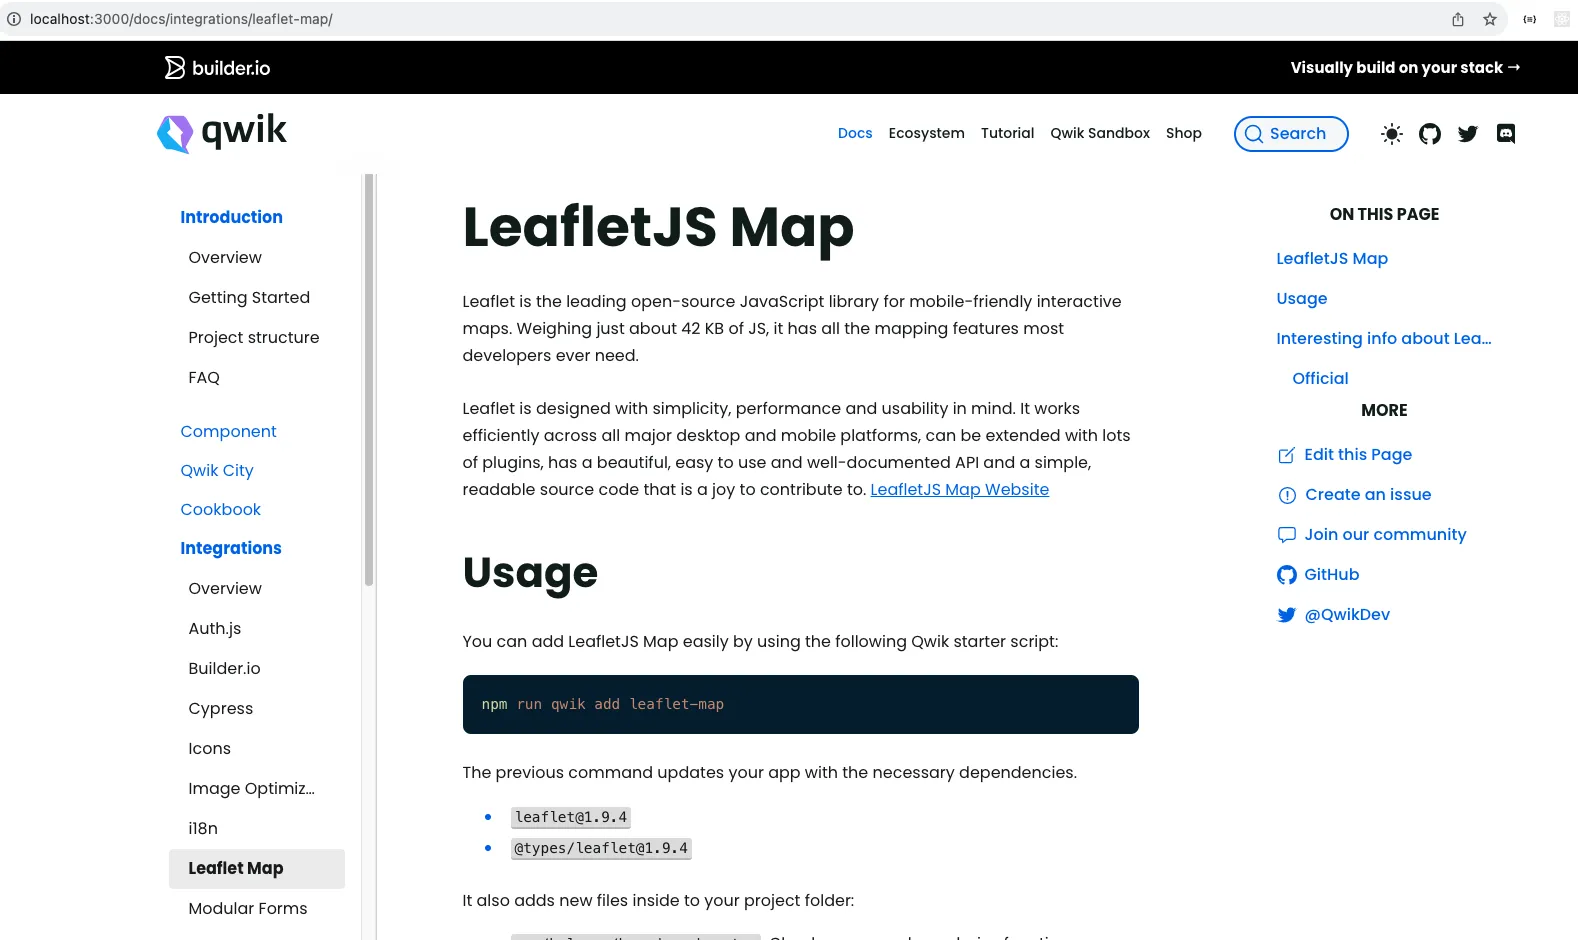 localhost:3000/docs/integrations/leaflet-map/
builder.io
Visually build on your stack →
qwik
Docs
Ecosystem
Tutorial
Qwik Sandbox
Shop
Search
Introduction
Overview
Getting Started
Project structure
FAQ
Component
Qwik City
Cookbook
Integrations
Overview
Auth.js
Builder.io
Cypress
Icons
Image Optimiz...
i18n
Leaflet Map
Modular Forms
LeafletJS Map
Leaflet is the leading open-source JavaScript library for mobile-friendly interactive
maps. Weighing just about 42 KB of JS, it has all the mapping features most
developers ever need.
Leaflet is designed with simplicity, performance and usability in mind. It works
efficiently across all major desktop and mobile platforms, can be extended with lots
of plugins, has a beautiful, easy to use and well-documented API and a simple,
readable source code that is a joy to contribute to. LeafletJS Map Website
Usage
You can add LeafletJS Map easily by using the following Qwik starter script:
npm run qwik add leaflet-map
The previous command updates your app with the necessary dependencies.
leaflet@1.9.4
@types/leaflet@1.9.4
It also adds new files inside to your project folder:
ON THIS PAGE
LeafletJS Map
Usage
Interesting info about Lea...
Official
MORE
Edit this Page
Create an issue
Join our community
GitHub
@QwikDev